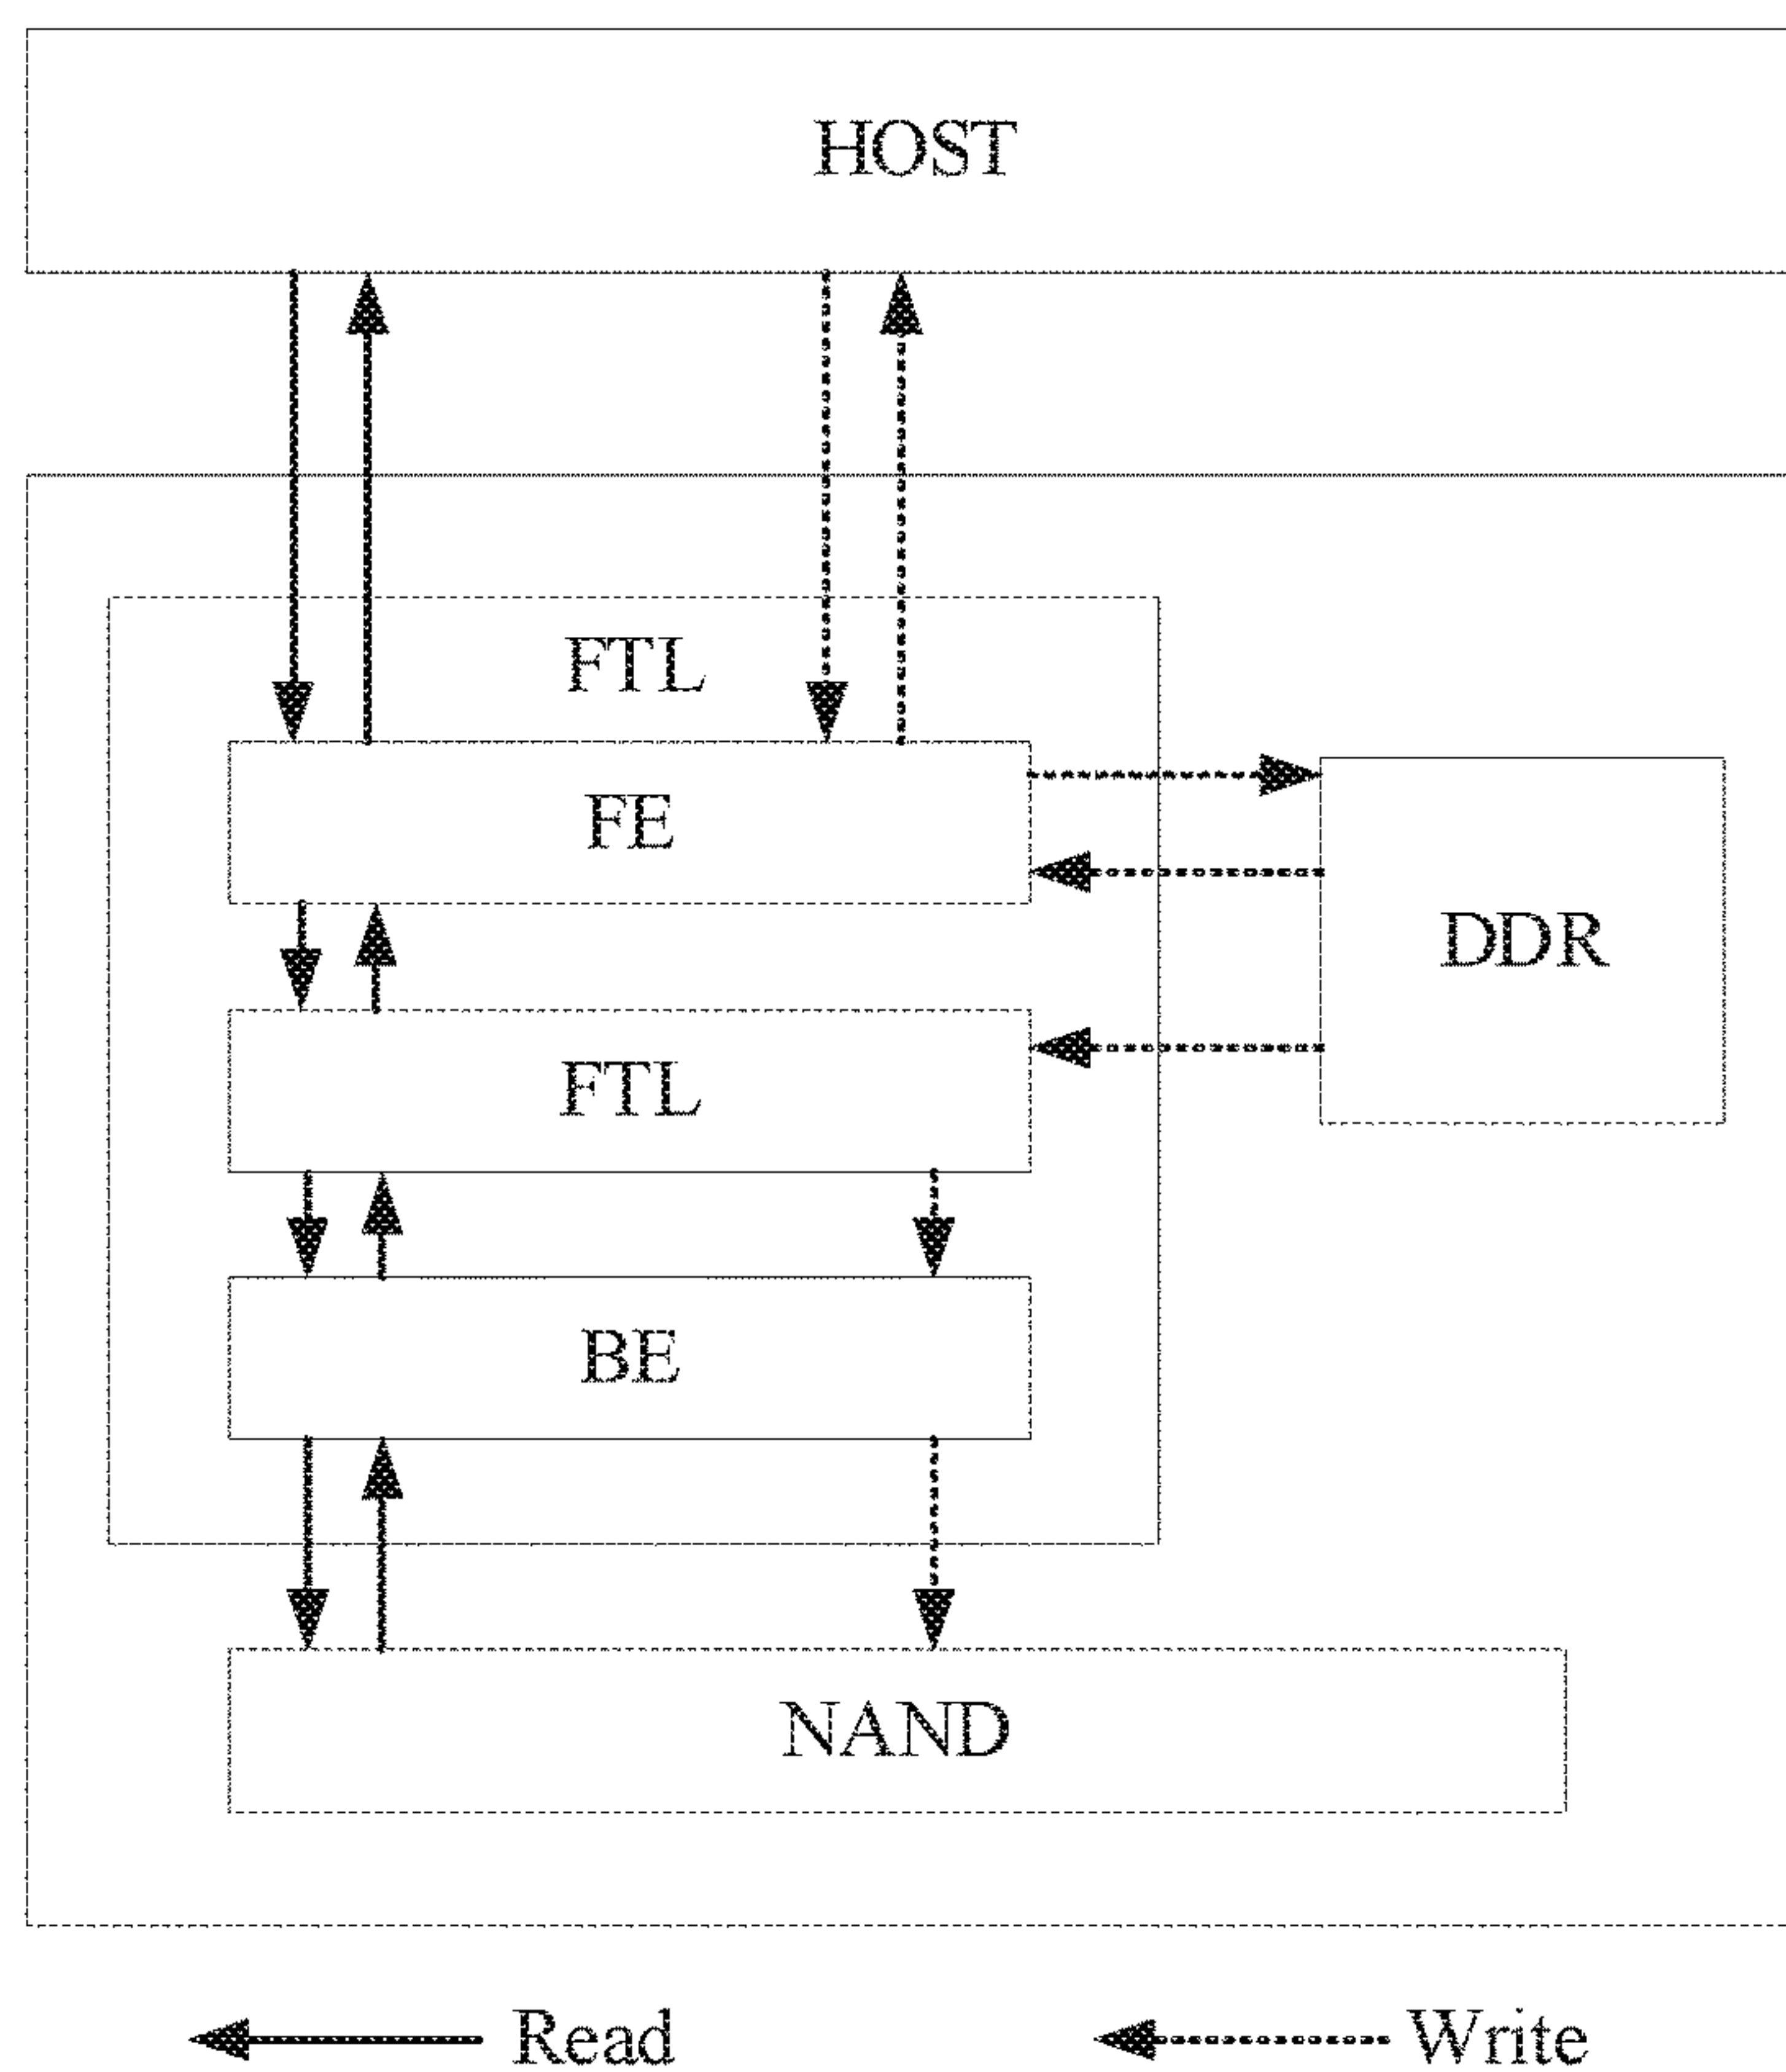 HOST
FTL
FE
DDR
FTL
BE
NAND
Read
Write